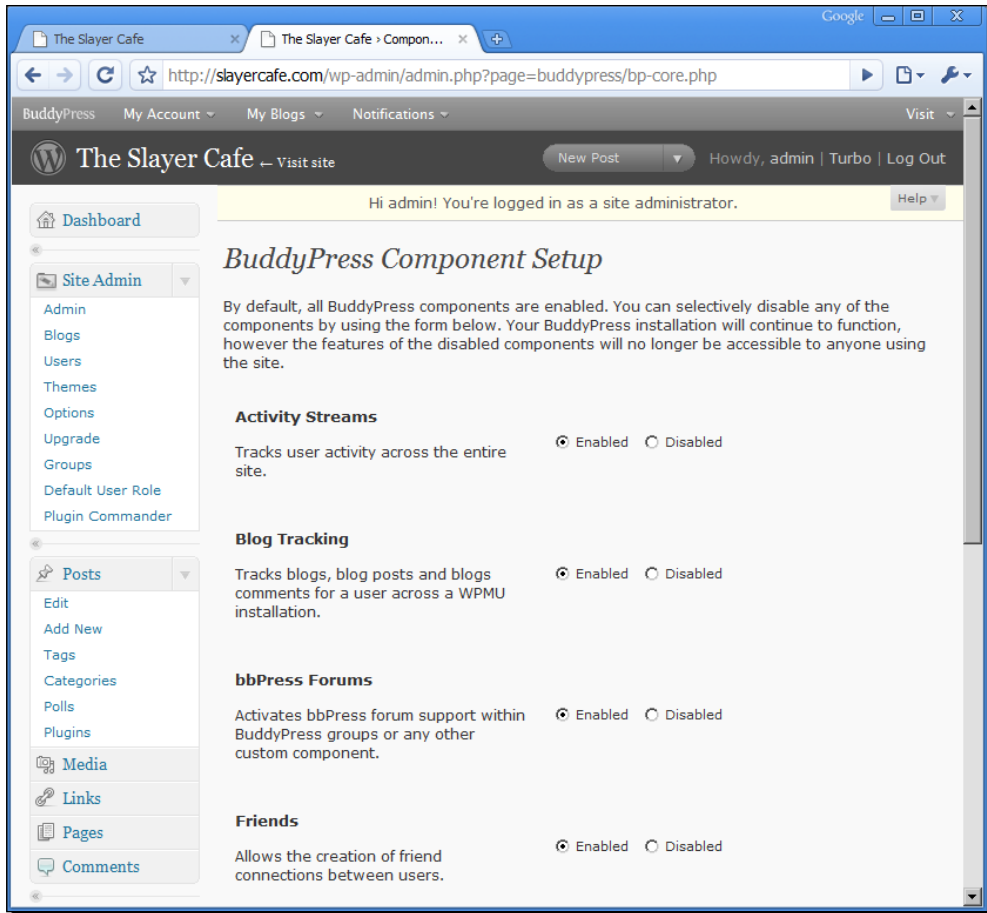 Google
The Slayer Cafe
The Slayer Cafe › Compon...
http://slayercafe.com/wp-admin/admin.php?page=buddypress/bp-core.php
BuddyPress My Account My Blogs Notifications Visit
The Slayer Cafe ← Visit site New Post Howdy, admin | Turbo | Log Out
Hi admin! You're logged in as a site administrator. Help
Dashboard
Site Admin
Admin
Blogs
Users
Themes
Options
Upgrade
Groups
Default User Role
Plugin Commander
Posts
Edit
Add New
Tags
Categories
Polls
Plugins
Media
Links
Pages
Comments
BuddyPress Component Setup
By default, all BuddyPress components are enabled. You can selectively disable any of the
components by using the form below. Your BuddyPress installation will continue to function,
however the features of the disabled components will no longer be accessible to anyone using
the site.
Activity Streams
Tracks user activity across the entire
site.
Enabled Disabled
Blog Tracking
Tracks blogs, blog posts and blogs
comments for a user across a WPMU
installation.
Enabled Disabled
bbPress Forums
Activates bbPress forum support within
BuddyPress groups or any other
custom component.
Enabled Disabled
Friends
Allows the creation of friend
connections between users.
Enabled Disabled